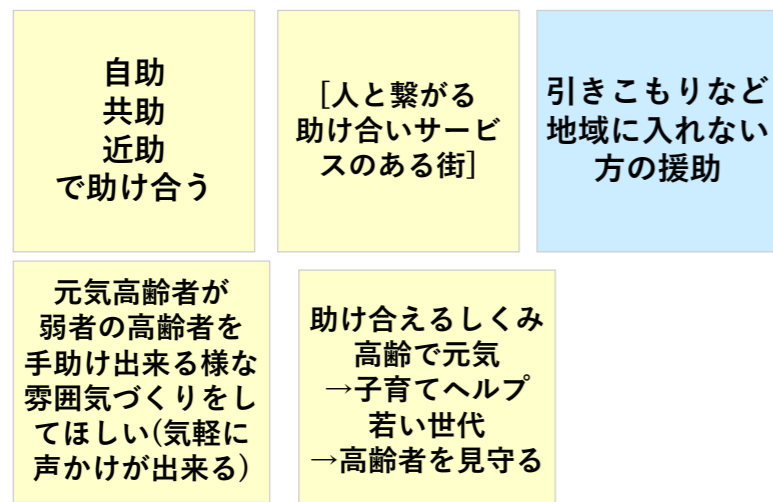 自助
共助
近助
で助け合う
[人と繋がる
助け合いサービ
スのある街]
引きこもりなど
地域に入れない
方の援助
元気高齢者が
弱者の高齢者を
手助け出来る様な
雰囲気づくりをし
てほしい(気軽に
声かけが出来る)
助け合えるしくみ
高齢で元気
→子育てヘルプ
若い世代
→高齢者を見守る